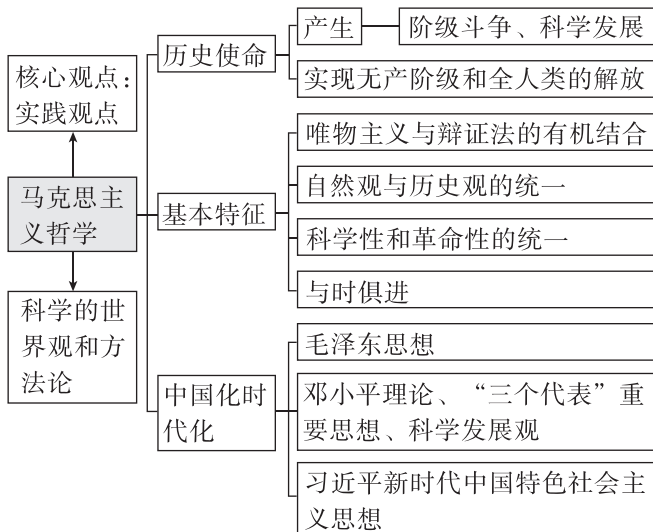 核心观点：
实践观点
马克思主
义哲学
科学的世
界观和方
法论
历史使命
产生
阶级斗争、科学发展
实现无产阶级和全人类的解放
基本特征
唯物主义与辩证法的有机结合
自然观与历史观的统一
科学性和革命性的统一
与时俱进
中国化时
代化
毛泽东思想
邓小平理论、“三个代表”重
要思想、科学发展观
习近平新时代中国特色社会主
义思想